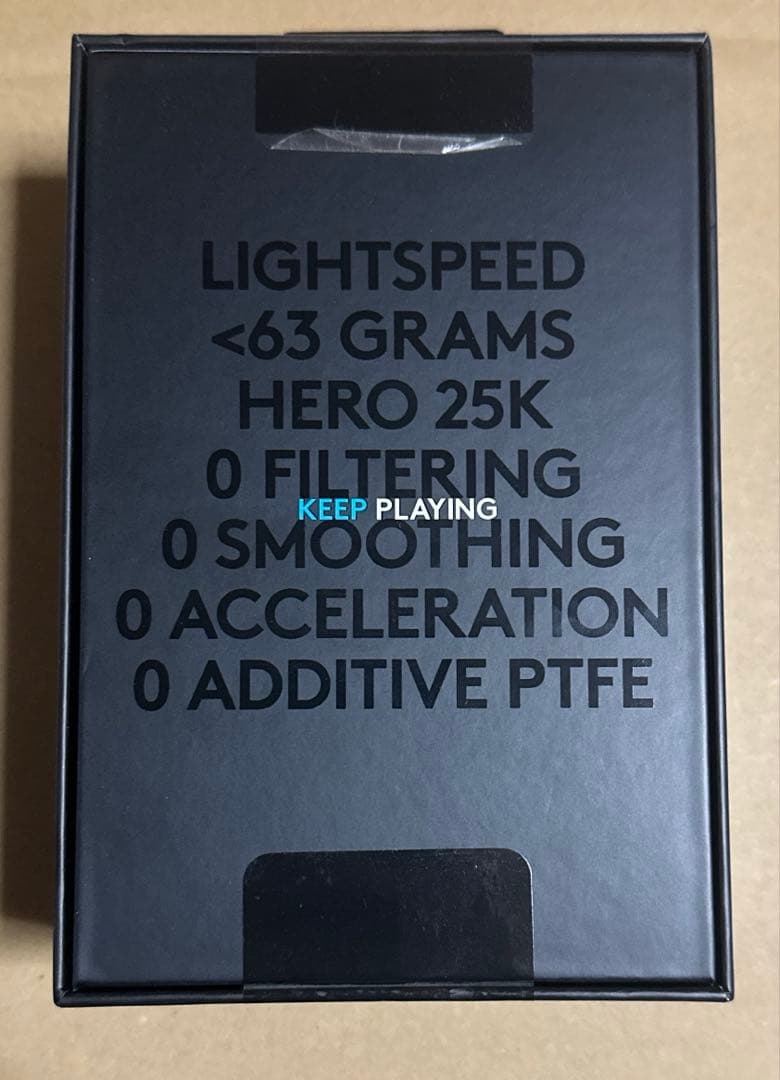 LIGHTSPEED
<63 GRAMS
HERO 25K
0 FILTERING
KEEP PLAYING
0 SMOOTHING
0 ACCELERATION
0 ADDITIVE PTFE